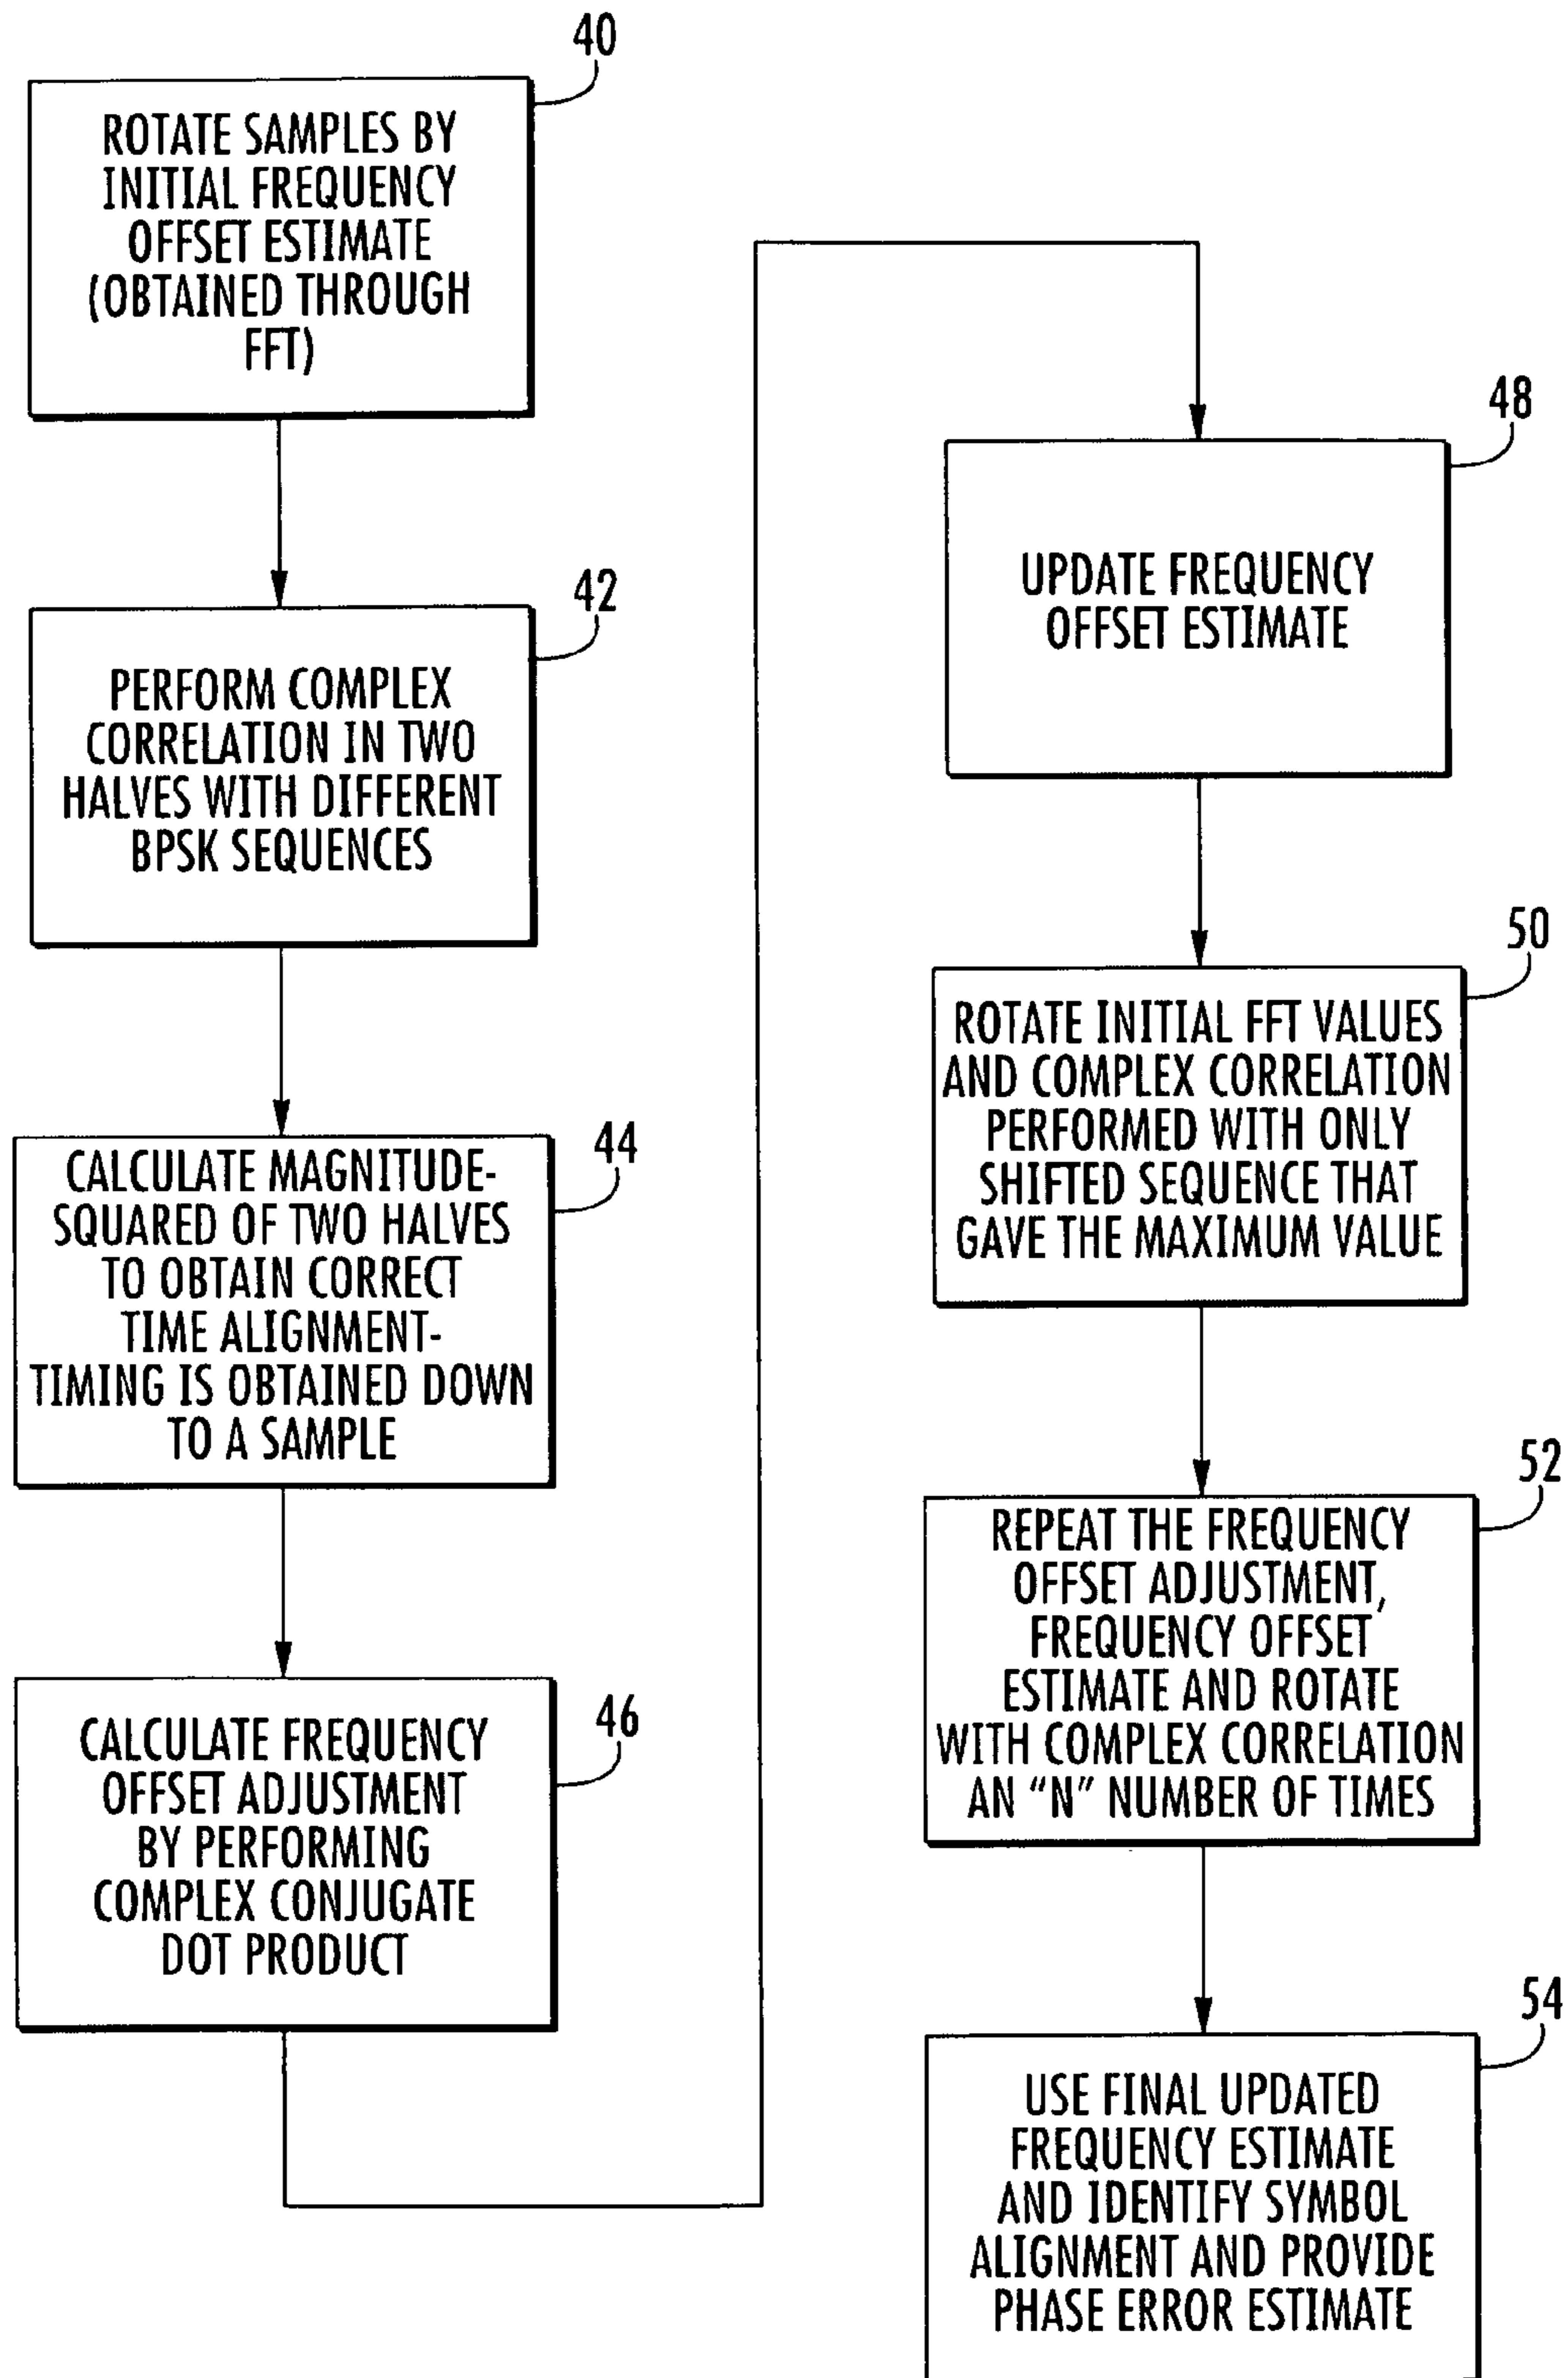 40
ROTATE SAMPLES BY
INITIAL FREQUENCY
OFFSET ESTIMATE
(OBTAINED THROUGH
FFT)
42
PERFORM COMPLEX
CORRELATION IN TWO
HALVES WITH DIFFERENT
BPSK SEQUENCES
44
CALCULATE MAGNITUDE-
SQUARED OF TWO HALVES
TO OBTAIN CORRECT
TIME ALIGNMENT-
TIMING IS OBTAINED DOWN
TO A SAMPLE
46
CALCULATE FREQUENCY
OFFSET ADJUSTMENT
BY PERFORMING
COMPLEX CONJUGATE
DOT PRODUCT
48
UPDATE FREQUENCY
OFFSET ESTIMATE
50
ROTATE INITIAL FFT VALUES
AND COMPLEX CORRELATION
PERFORMED WITH ONLY
SHIFTED SEQUENCE THAT
GAVE THE MAXIMUM VALUE
52
REPEAT THE FREQUENCY
OFFSET ADJUSTMENT,
FREQUENCY OFFSET
ESTIMATE AND ROTATE
WITH COMPLEX CORRELATION
AN “N” NUMBER OF TIMES
54
USE FINAL UPDATED
FREQUENCY ESTIMATE
AND IDENTIFY SYMBOL
ALIGNMENT AND PROVIDE
PHASE ERROR ESTIMATE